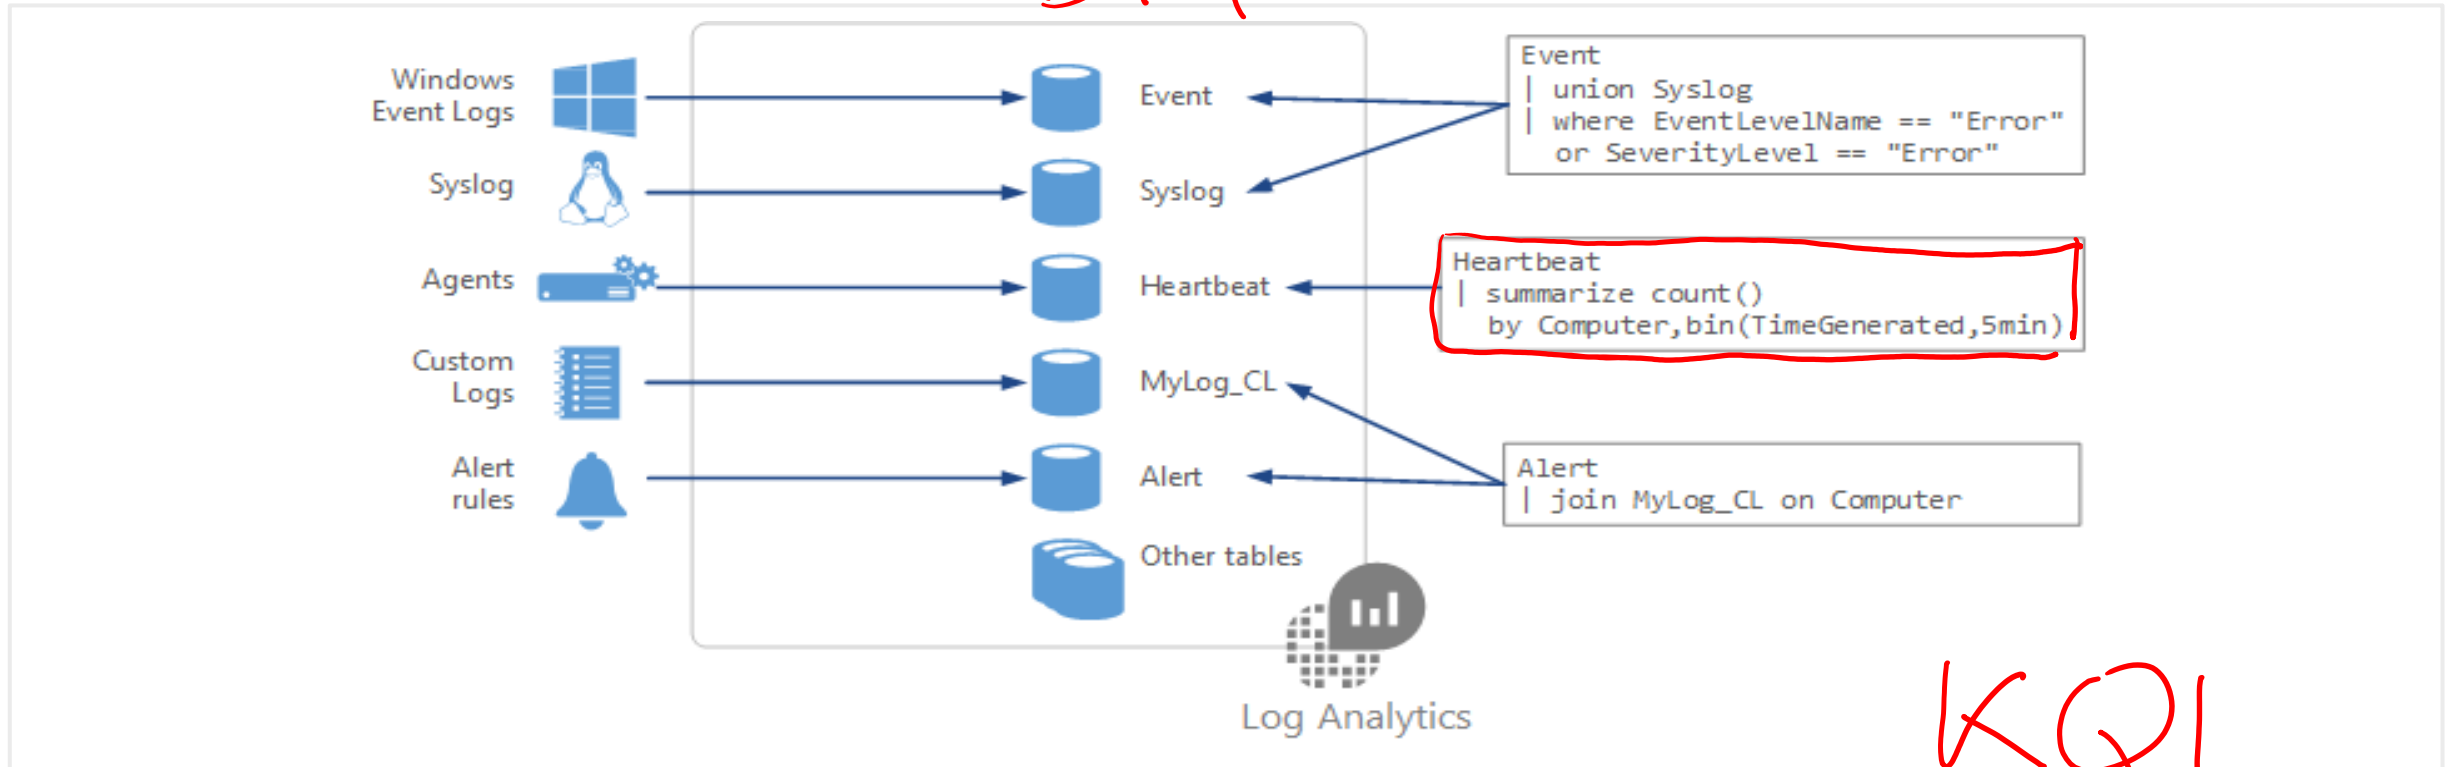 Windows
Event Logs
Event
Event
| union Syslog
| where EventLevelName == "Error"
or SeverityLevel == "Error"
Syslog
Syslog
Agents
Heartbeat
Heartbeat
| summarize count()
by Computer,bin(TimeGenerated,5min)
Custom
Logs
MyLog_CL
Alert
rules
Alert
Alert
| join MyLog_CL on Computer
Other tables
Log Analytics